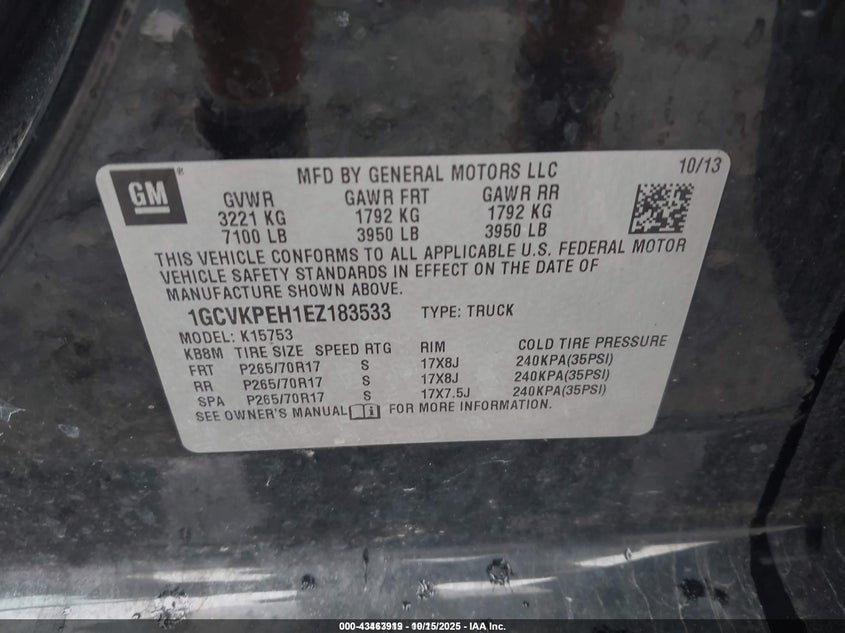 GM ®
MFD BY GENERAL MOTORS LLC 10/13
GVWR GAWR FRT GAWR RR
3221 KG 1792 KG 1792 KG
7100 LB 3950 LB 3950 LB
THIS VEHICLE CONFORMS TO ALL APPLICABLE U.S. FEDERAL MOTOR
VEHICLE SAFETY STANDARDS IN EFFECT ON THE DATE OF
MANUFACTURE SHOWN ABOVE.
1GCVKPEH1EZ183533 TYPE: TRUCK
MODEL: K15753
KB8M TIRE SIZE SPEED RTG RIM COLD TIRE PRESSURE
FRT P265/70R17 S 17X8J 240KPA(35PSI)
RR P265/70R17 S 17X8J 240KPA(35PSI)
SPA P265/70R17 S 17X7.5J 240KPA(35PSI)
SEE OWNER'S MANUAL FOR MORE INFORMATION.
- IAA Inc.